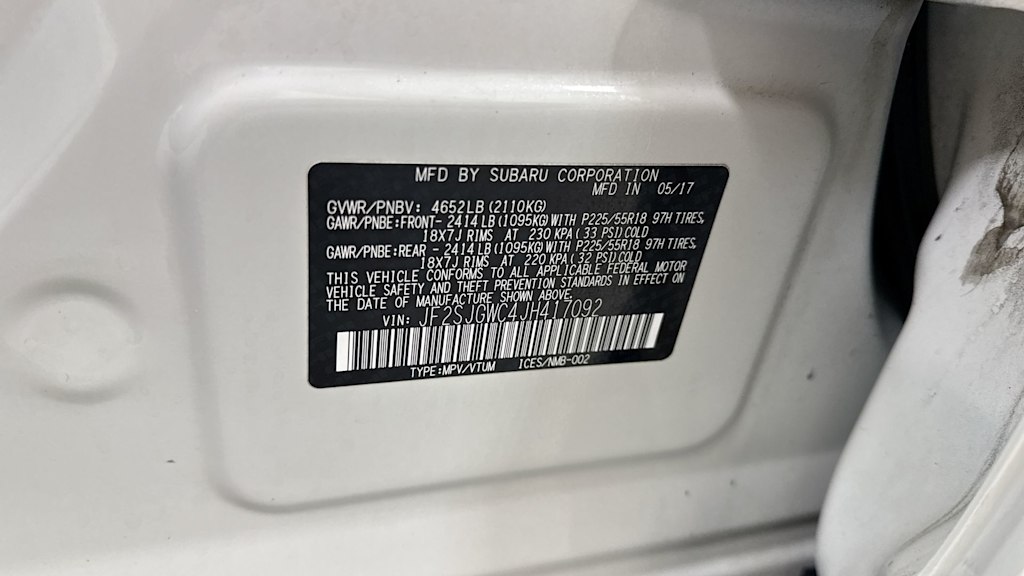 MFD BY SUBARU CORPORATION
MFD IN 05/17
GVWR/PNBV: 4652LB (2110KG)
GAWR/PNBE:FRONT- 2414LB (1095KG) WITH P225/55R18 97H TIRES,
18X7J RIMS AT 230 KPA (33 PSI) COLD
GAWR/PNBE:REAR - 2414LB (1095KG) WITH P225/55R18 97H TIRES,
18X7J RIMS AT 220 KPA (32 PSI) COLD
THIS VEHICLE CONFORMS TO ALL APPLICABLE FEDERAL MOTOR
VEHICLE SAFETY AND THEFT PREVENTION STANDARDS IN EFFECT ON
THE DATE OF MANUFACTURE SHOWN ABOVE.
VIN: JF2SJGWC4JH417092
TYPE:MPV/VTUM ICES/NMB-002